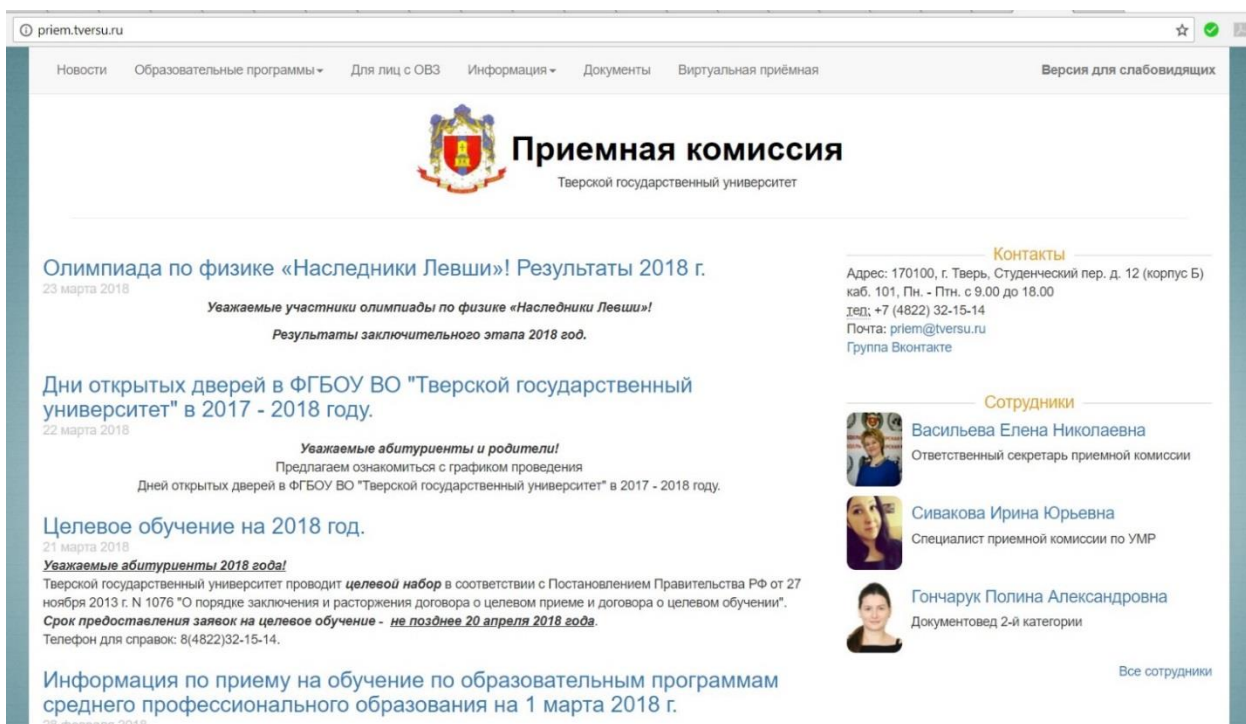 priem.tversu.ru
Новости Образовательные программы Для лиц с ОВЗ Информация Документы Виртуальная приёмная Версия для слабовидящих
Приемная комиссия
Тверской государственный университет
Олимпиада по физике «Наследники Левши»! Результаты 2018 г.
23 марта 2018
Уважаемые участники олимпиады по физике «Наследники Левши»!
Результаты заключительного этапа 2018 год.
Дни открытых дверей в ФГБОУ ВО "Тверской государственный
университет" в 2017 - 2018 году.
22 марта 2018
Уважаемые абитуриенты и родители!
Предлагаем ознакомиться с графиком проведения
Дней открытых дверей в ФГБОУ ВО "Тверской государственный университет" в 2017 - 2018 году.
Целевое обучение на 2018 год.
21 марта 2018
Уважаемые абитуриенты 2018 года!
Тверской государственный университет проводит целевой набор в соответствии с Постановлением Правительства РФ от 27
ноября 2013 г. N 1076 "О порядке заключения и расторжения договора о целевом приеме и договора о целевом обучении".
Срок предоставления заявок на целевое обучение - не позднее 20 апреля 2018 года.
Телефон для справок: 8(4822)32-15-14.
Информация по приему на обучение по образовательным программам
среднего профессионального образования на 1 марта 2018 г.
Контакты
Адрес: 170100, г. Тверь, Студенческий пер. д. 12 (корпус Б)
каб. 101, Пн. - Птн. с 9.00 до 18.00
тел: +7 (4822) 32-15-14
Почта: priem@tversu.ru
Группа Вконтакте
Сотрудники
Васильева Елена Николаевна
Ответственный секретарь приемной комиссии
Сивакова Ирина Юрьевна
Специалист приемной комиссии по УМР
Гончарук Полина Александровна
Документовед 2-й категории
Все сотрудники